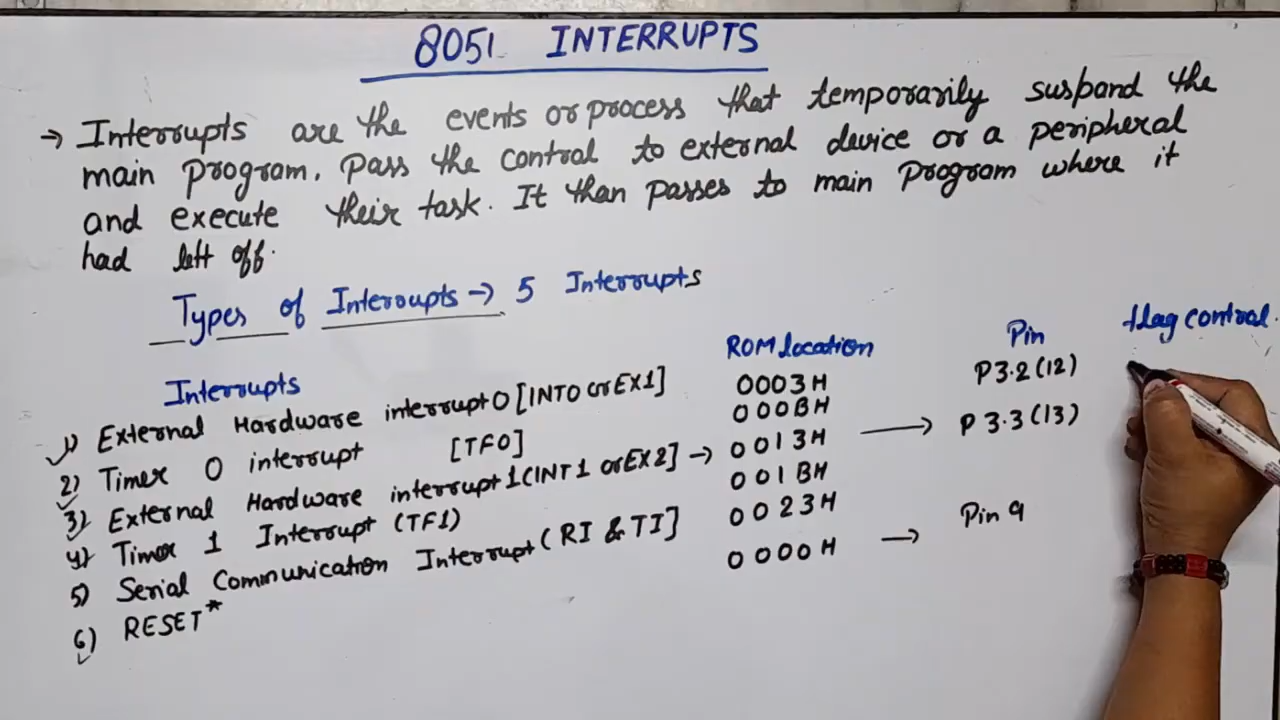 8051 INTERRUPTS
→ Interrupts are the events or process that temporarily suspand the
main program, pass the control to external device or a peripheral
and execute their task. It than passes to main program where it
had left off.
Types of Interrupts → 5 Interrupts
Interrupts ROM location Pin flag control.
1) External Hardware interrupt 0 [INT0 or EX1] 0003H P3.2(12)
2) Timer 0 interrupt [TF0] 000BH
3) External Hardware interrupt 1 (INT 1 or EX2] → 0013H → P3.3(13)
4) Timer 1 Interrupt (TF1) 001BH
5) Serial Communication Interrupt (RI & TI] 0023H
6) RESET* 0000H → Pin 9